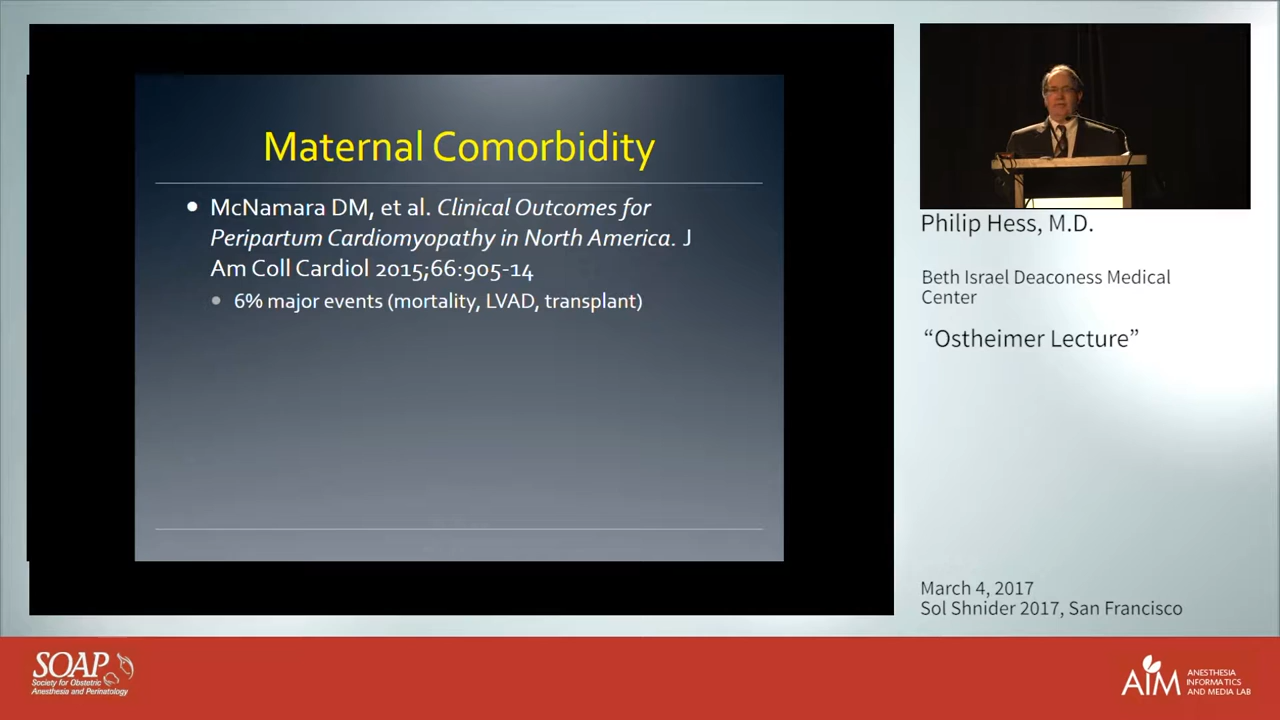 Maternal Comorbidity
McNamara DM, et al. Clinical Outcomes for
Peripartum Cardiomyopathy in North America. J
Am Coll Cardiol 2015;66:905-14
6% major events (mortality, LVAD, transplant)
Philip Hess, M.D.
Beth Israel Deaconess Medical
Center
“Ostheimer Lecture”
March 4, 2017
Sol Shnider 2017, San Francisco
SOAP
Society for Obstetric
Anesthesia and Perinatology
AIM
ANESTHESIA
INFORMATICS
AND MEDIA LAB